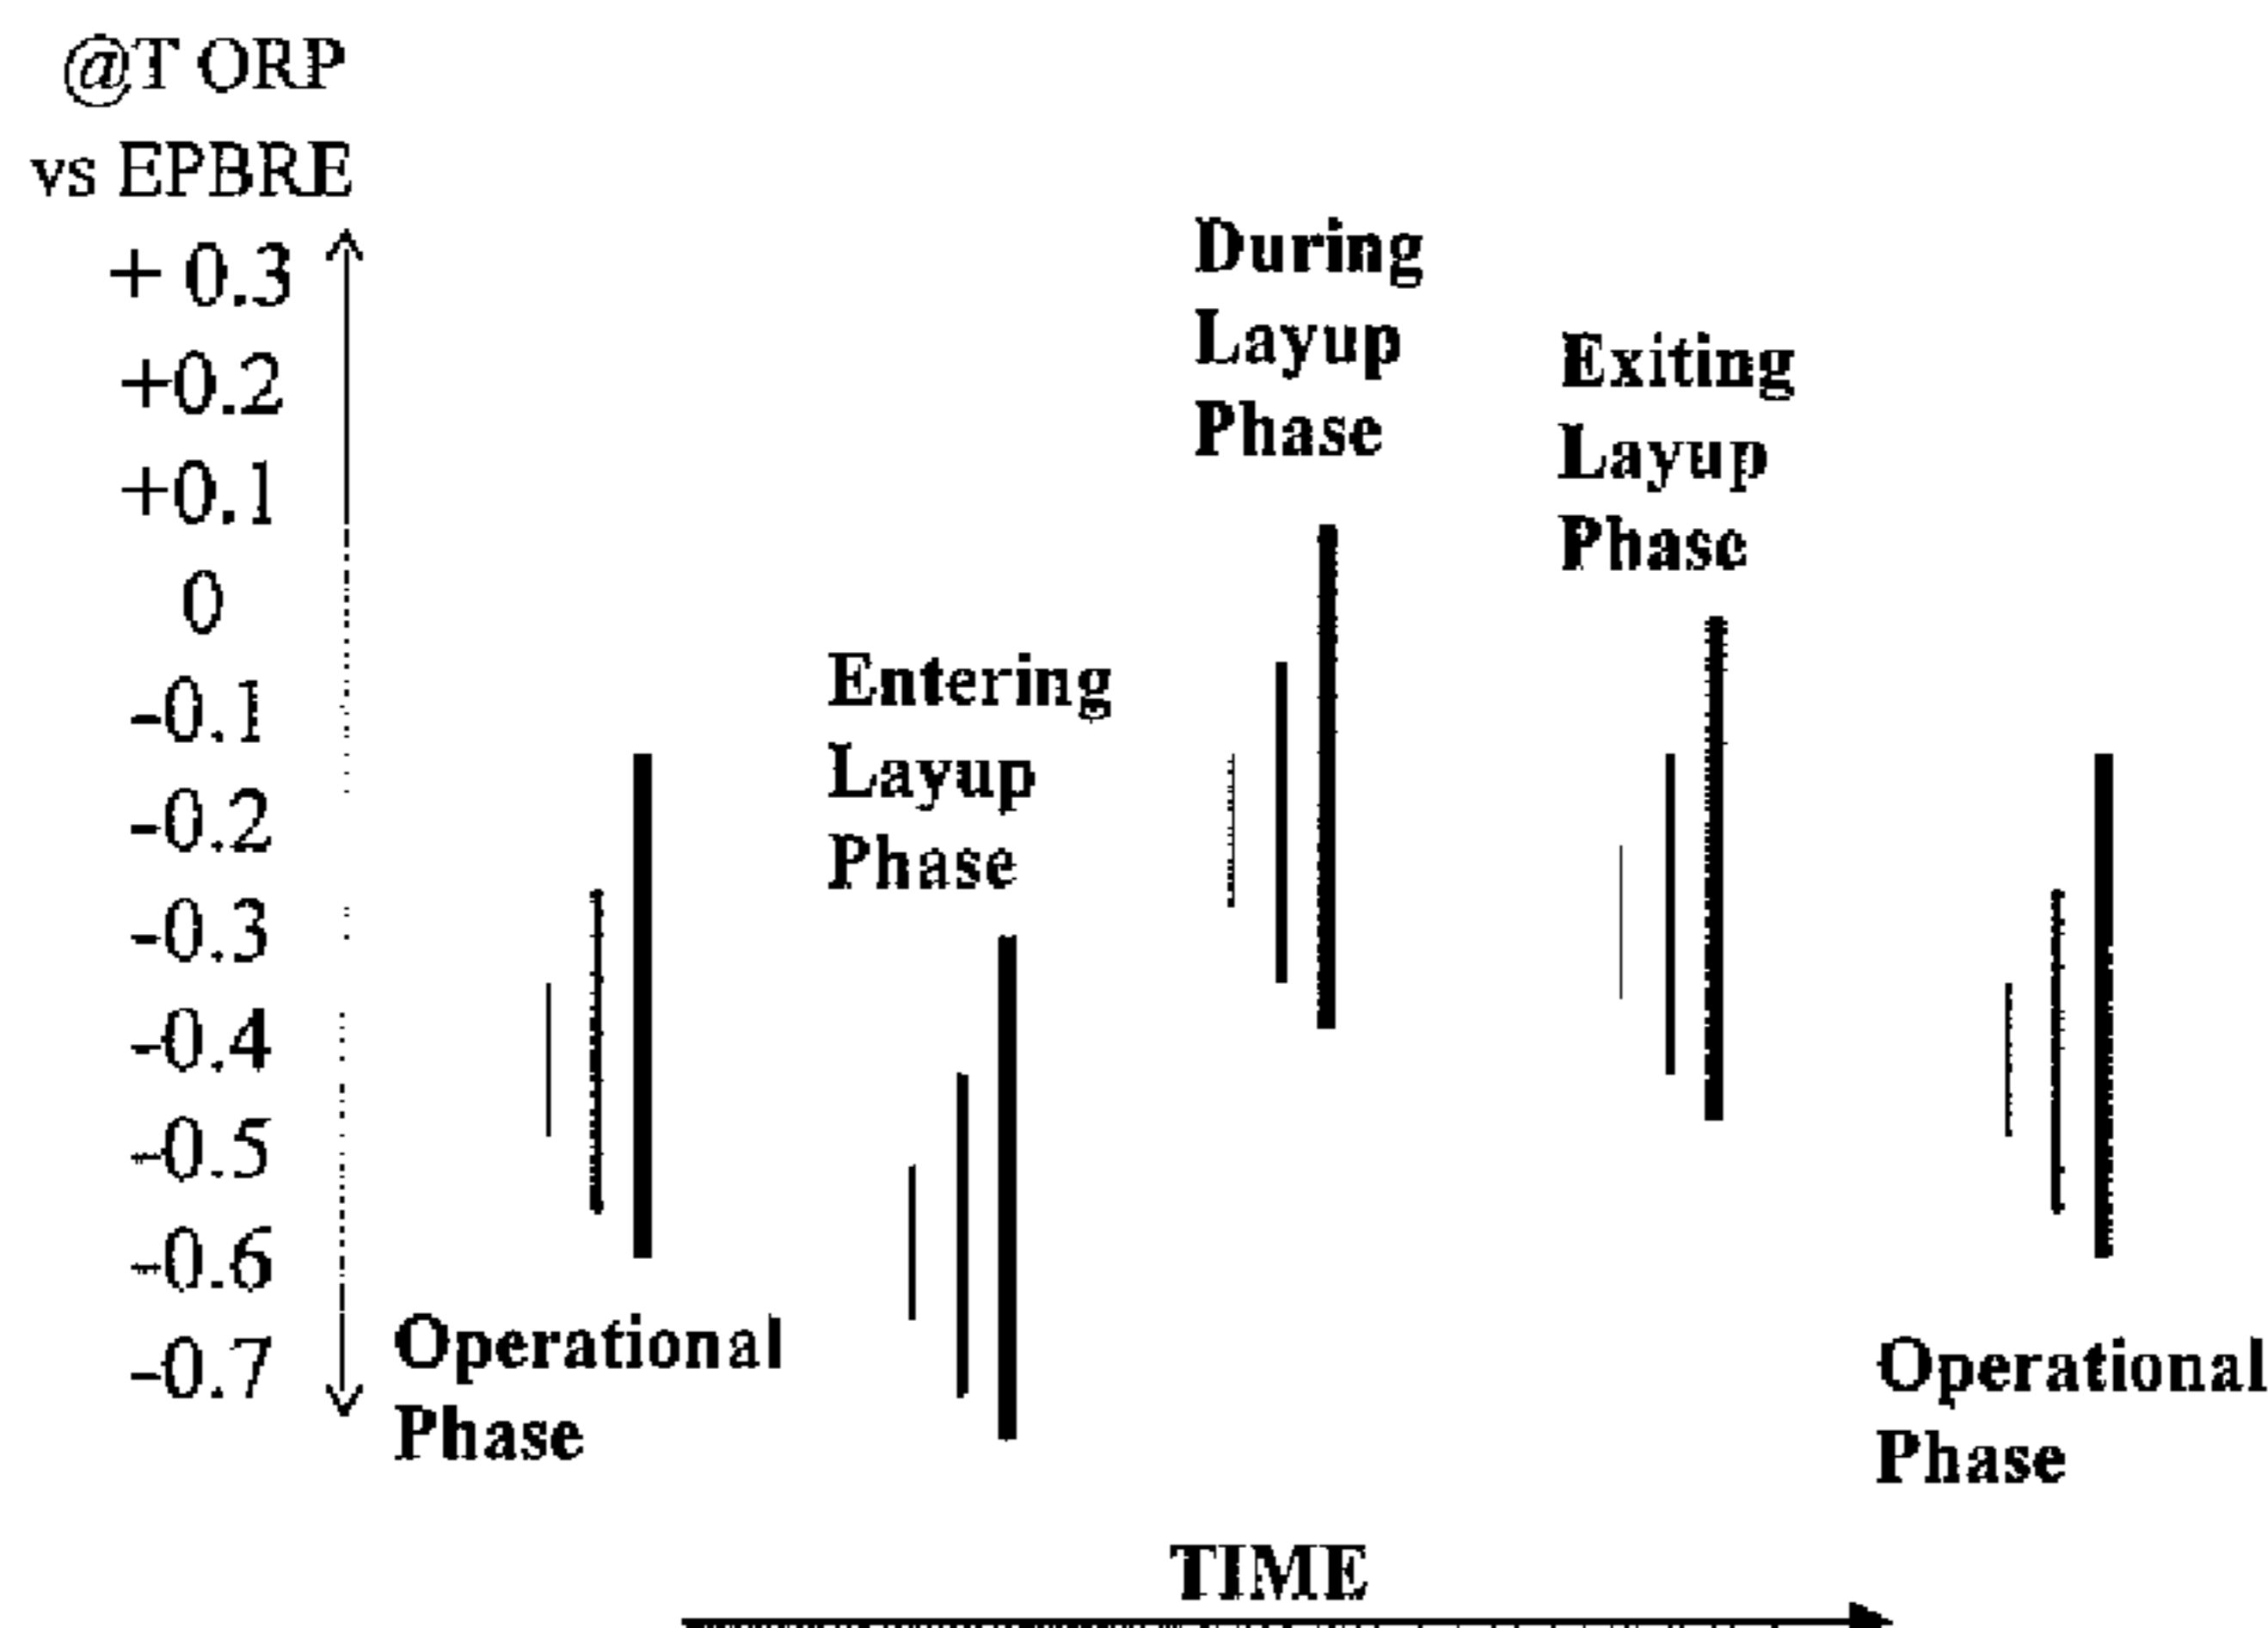 @T ORP
vs EPBRE
+ 0.3
+0.2
+0.1
0
-0.1
-0.2
-0.3
-0.4
-0.5
-0.6
-0.7
Operational
Phase
Entering
Layup
Phase
During
Layup
Phase
Exiting
Layup
Phase
Operational
Phase
TIME